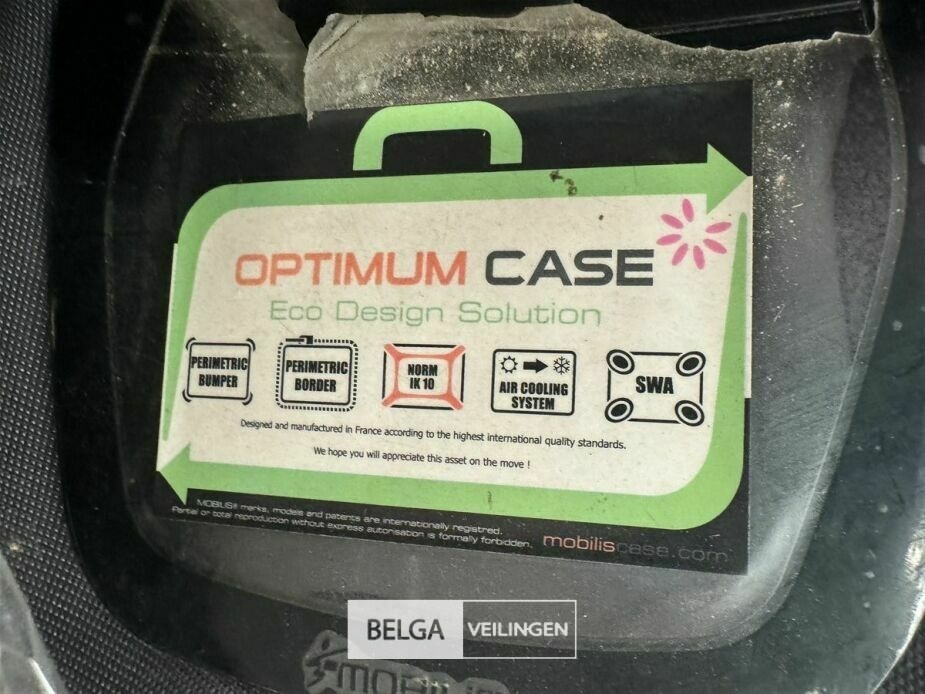 OPTIMUM CASE
Eco Design Solution
PERIMETRIC
BUMPER
PERIMETRIC
BORDER
NORM
IK 10
AIR COOLING
SYSTEM
SWA
Designed and manufactured in France according to the highest international quality standards.
We hope you will appreciate this asset on the move !
MOBILIS® marks, models and patents are internationally registred.
Partial or total reproduction without express autorisation is formally forbidden.
mobiliscase.com
BELGA VEILINGEN
MOBILIS